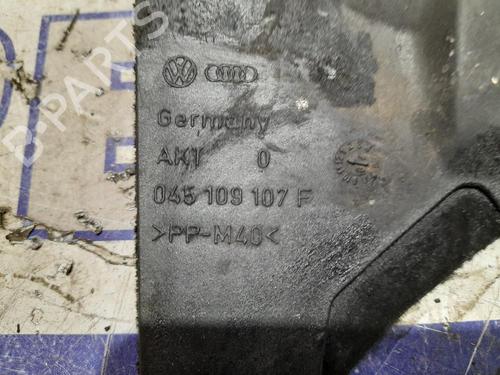 B-PARTS
Germany
AKT 0
045 109 107 F
>PP-M40<